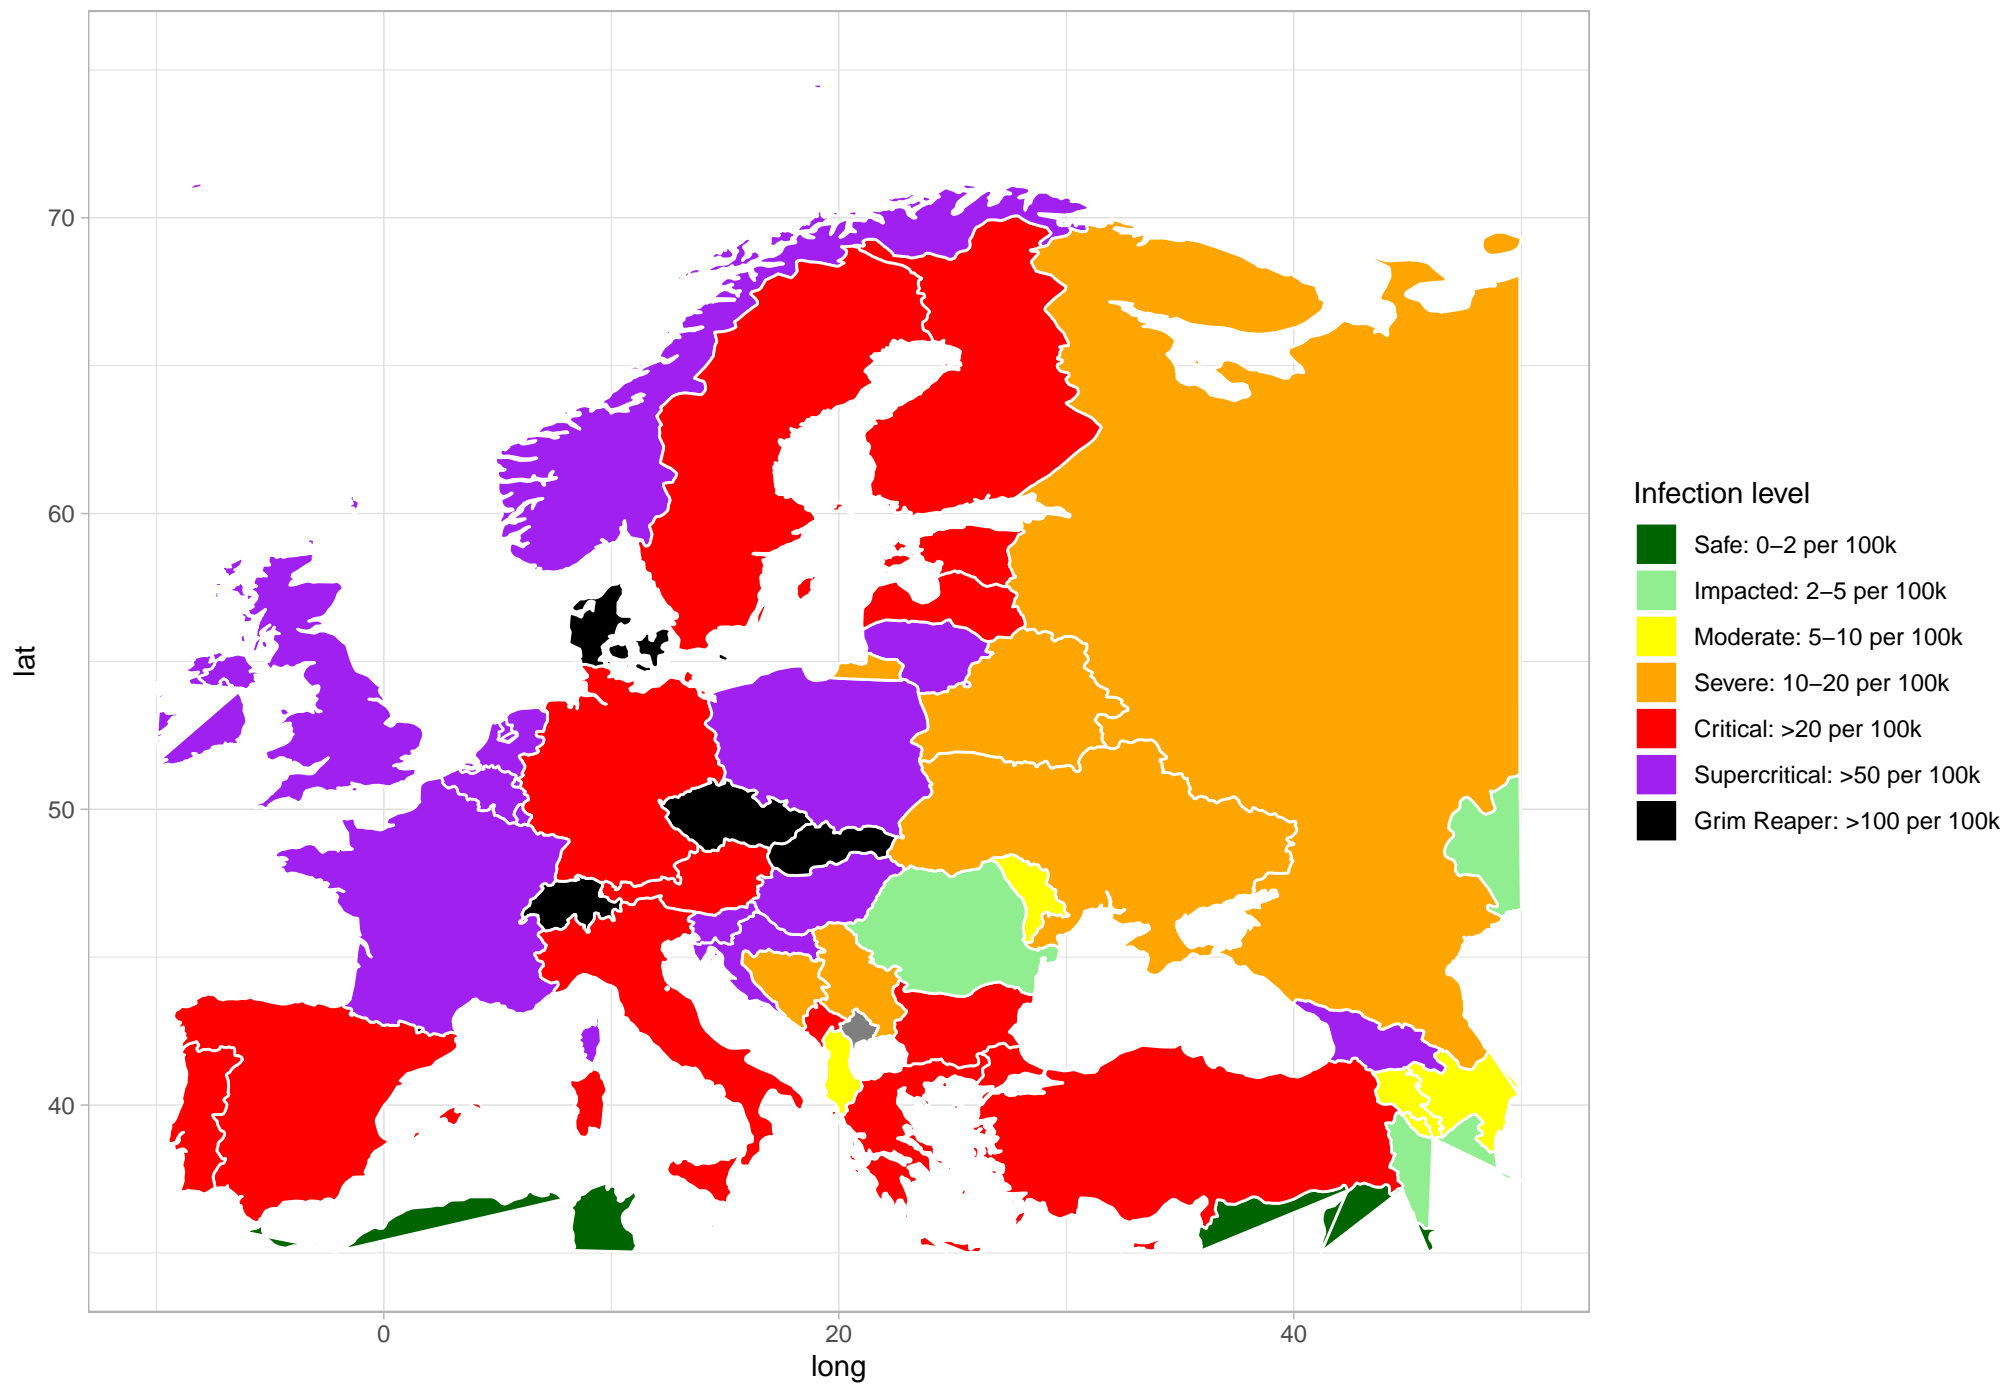 70
60
50
40
0
20
40
long
lat
Infection level
Safe: 0−2 per 100k
Impacted: 2−5 per 100k
Moderate: 5−10 per 100k
Severe: 10−20 per 100k
Critical: >20 per 100k
Supercritical: >50 per 100k
Grim Reaper: >100 per 100k